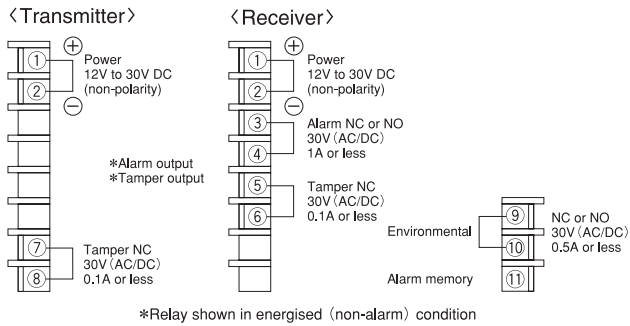 〈Transmitter〉
① ⊕
② ⊖
Power
12V to 30V DC
(non-polarity)
*Alarm output
*Tamper output
⑦
⑧
Tamper NC
30V (AC/DC)
0.1A or less
〈Receiver〉
① ⊕
② ⊖
Power
12V to 30V DC
(non-polarity)
③
④
Alarm NC or NO
30V (AC/DC)
1A or less
⑤
⑥
Tamper NC
30V (AC/DC)
0.1A or less
Environmental
⑨
⑩
NC or NO
30V (AC/DC)
0.5A or less
Alarm memory ⑪
*Relay shown in energised (non-alarm) condition